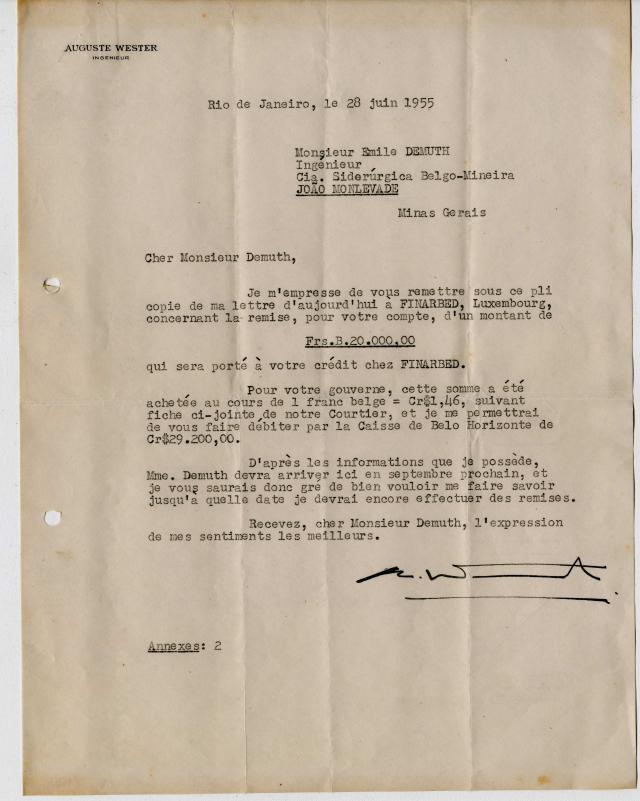 AUGUSTE WESTER
INGENIEUR
Rio de Janeiro, le 28 juin 1955
Monsieur Emile DEMUTH
Ingénieur
Cia. Siderúrgica Belgo-Mineira
JOÃO MONLEVADE
Minas Gerais
Cher Monsieur Demuth,
Je m'empresse de vous remettre sous ce pli
copie de ma lettre d'aujourd'hui à FINARBED, Luxembourg,
concernant la remise, pour votre compte, d'un montant de
Frs.B.20.000,00
qui sera porté à votre crédit chez FINARBED.
Pour votre gouverne, cette somme a été
achetée au cours de 1 franc belge = Cr$1,46, suivant
fiche ci-jointe de notre Courtier, et je me permettrai
de vous faire débiter par la Caisse de Belo Horizonte de
Cr$29.200,00.
D'après les informations que je possède,
Mme. Demuth devra arriver ici en septembre prochain, et
je vous saurais donc gré de bien vouloir me faire savoir
jusqu'à quelle date je devrai encore effectuer des remises.
Recevez, cher Monsieur Demuth, l'expression
de mes sentiments les meilleurs.
Annexes: 2